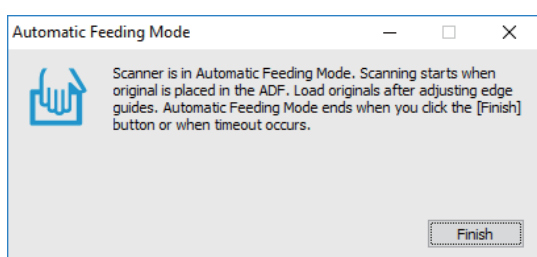 Automatic Feeding Mode
Scanner is in Automatic Feeding Mode. Scanning starts when
original is placed in the ADF. Load originals after adjusting edge
guides. Automatic Feeding Mode ends when you click the [Finish]
button or when timeout occurs.
Finish